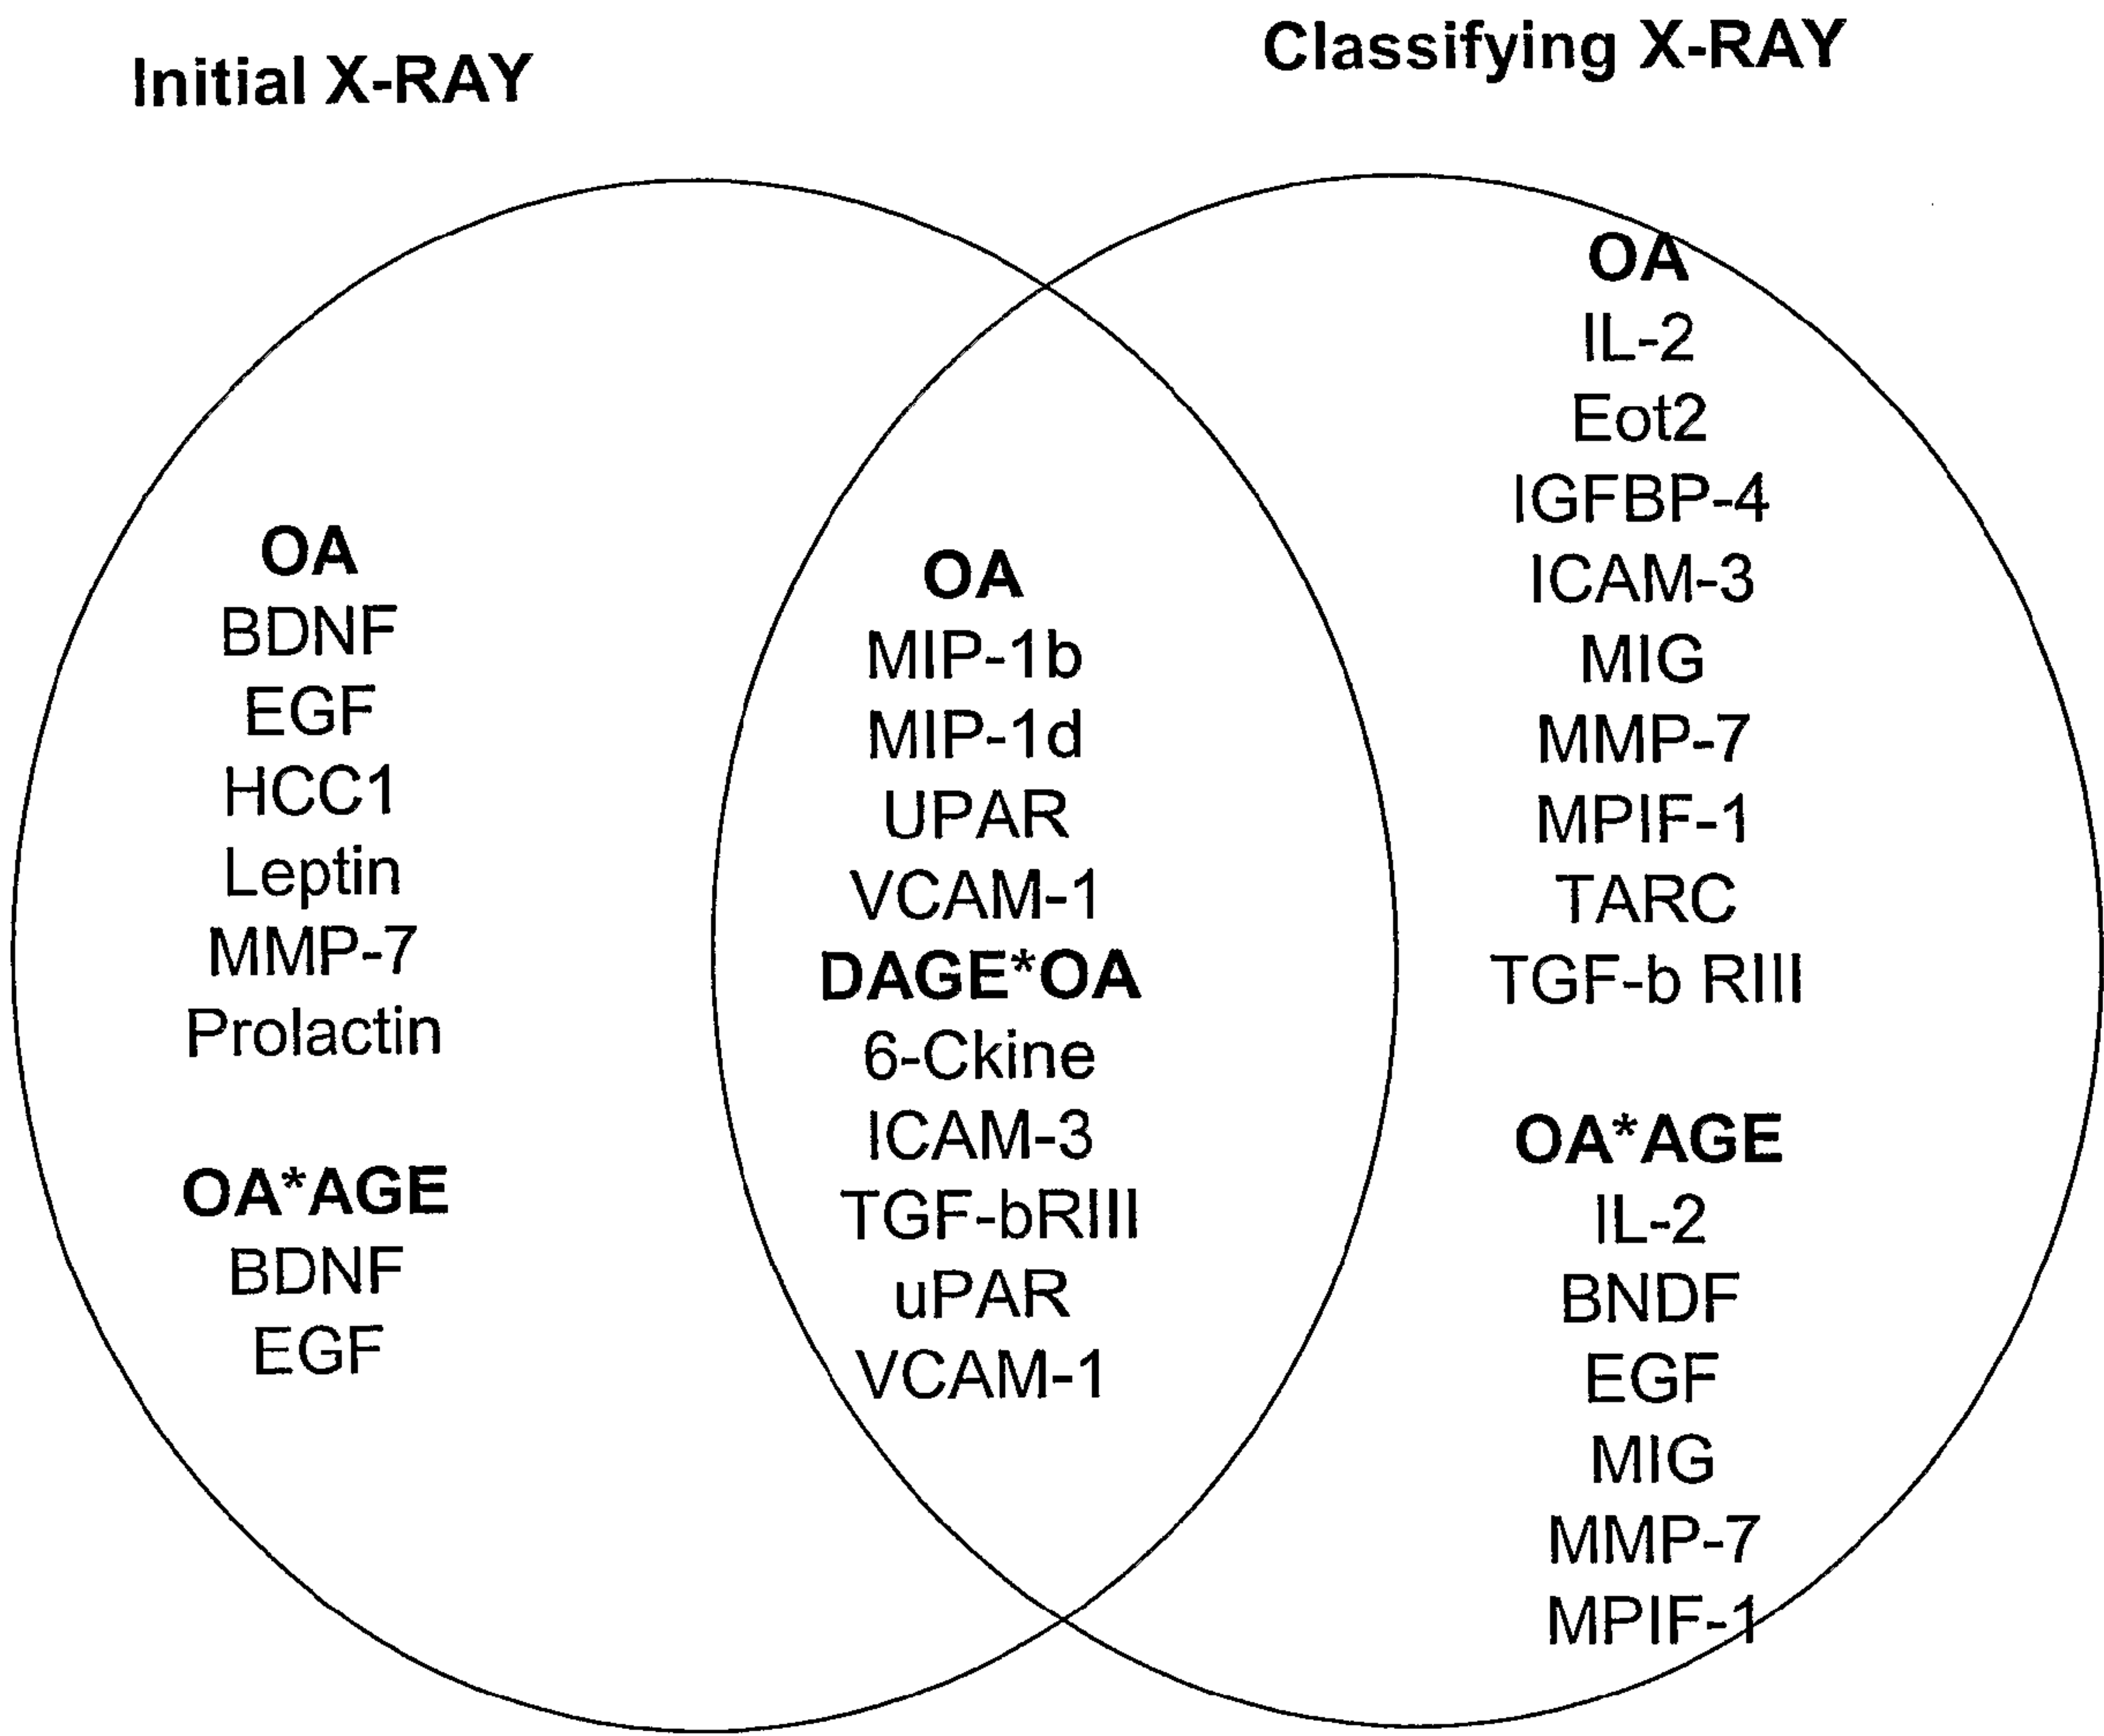 Initial X-RAY
Classifying X-RAY
OA
BDNF
EGF
HCC1
Leptin
MMP-7
Prolactin
OA*AGE
BDNF
EGF
OA
MIP-1b
MIP-1d
UPAR
VCAM-1
DAGE*OA
6-Ckine
ICAM-3
TGF-bRIII
uPAR
VCAM-1
OA
IL-2
Eot2
IGFBP-4
ICAM-3
MIG
MMP-7
MPIF-1
TARC
TGF-b RIII
OA*AGE
IL-2
BNDF
EGF
MIG
MMP-7
MPIF-1